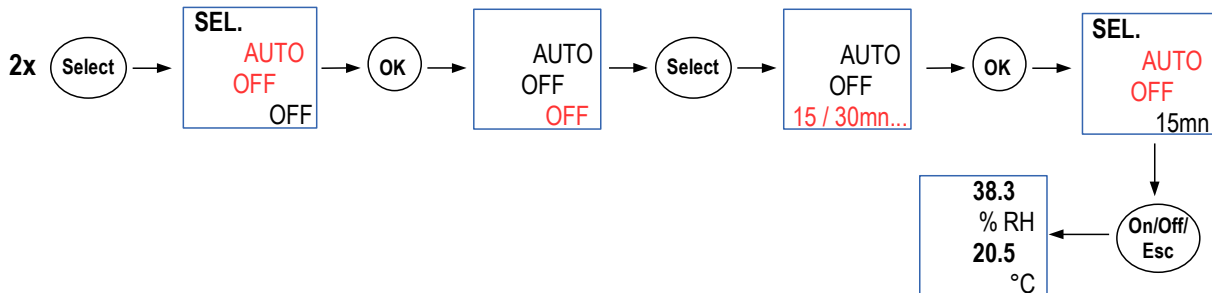 2x
Select
SEL.
AUTO
OFF
OFF
OK
AUTO
OFF
OFF
Select
AUTO
OFF
15 / 30mn...
OK
SEL.
AUTO
OFF
15mn
On/Off/
Esc
38.3
% RH
20.5
°C